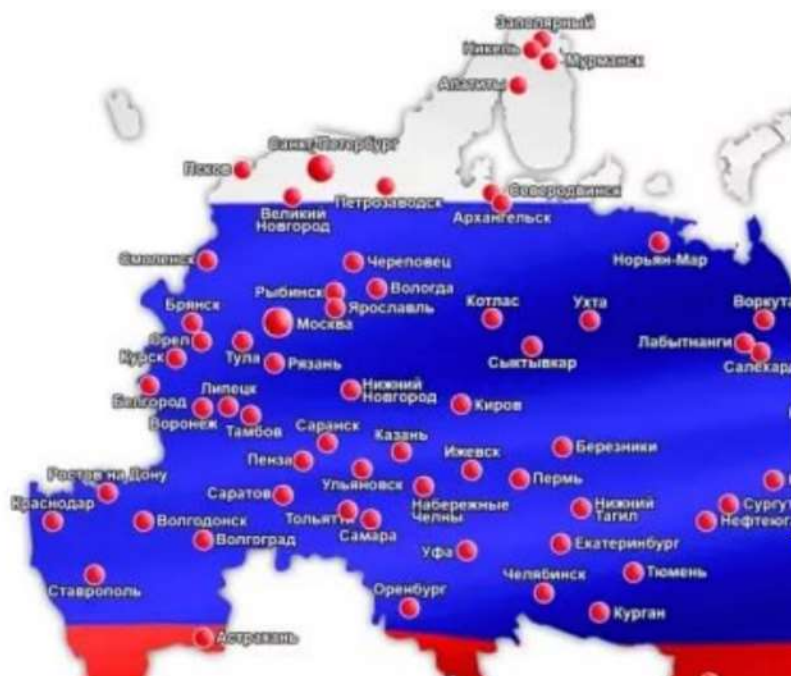 Заполярный
Никель
Мурманск
Апатиты
Санкт-Петербург
Псков
Петрозаводск
Северодвинск
Великий
Новгород
Архангельск
Смоленск
Череповец
Норьян-Мар
Рыбинск
Вологда
Брянск
Ярославль
Котлас
Ухта
Воркута
Москва
Орел
Лабытнанги
Курск
Тула
Рязань
Сыктывкар
Салехард
Белгород
Липецк
Нижний
Новгород
Киров
Воронеж
Тамбов
Саранск
Казань
Березники
Пенза
Ижевск
Ростов на Дону
Ульяновск
Пермь
Краснодар
Саратов
Набережные
Челны
Нижний
Тагил
Сургут
Волгодонск
Тольятти
Самара
Нефтеюг
Волгоград
Уфа
Екатеринбург
Ставрополь
Челябинск
Тюмень
Оренбург
Курган
Астрахань